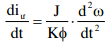 di_a/dt = J/Kϕ d²ω/dt²